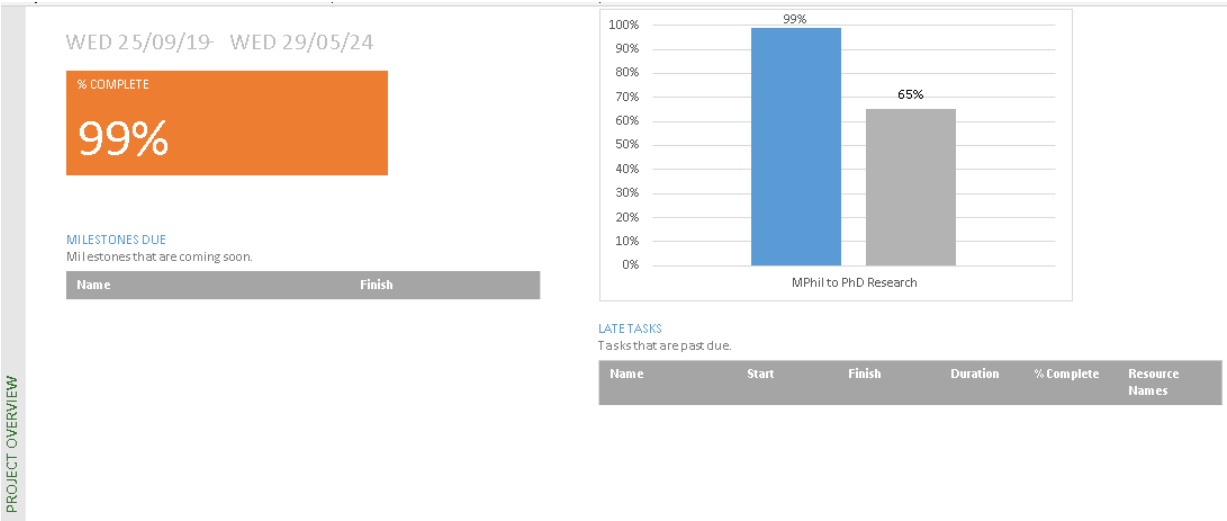 WED 25/09/19- WED 29/05/24
% COMPLETE
99%
MILESTONES DUE
Milestones that are coming soon.
Name Finish
100%
90%
80%
70%
60%
50%
40%
30%
20%
10%
0%
99%
65%
MPhil to PhD Research
LATE TASKS
Tasks that are past due.
Name Start Finish Duration % Complete Resource
Names
PROJECT OVERVIEW